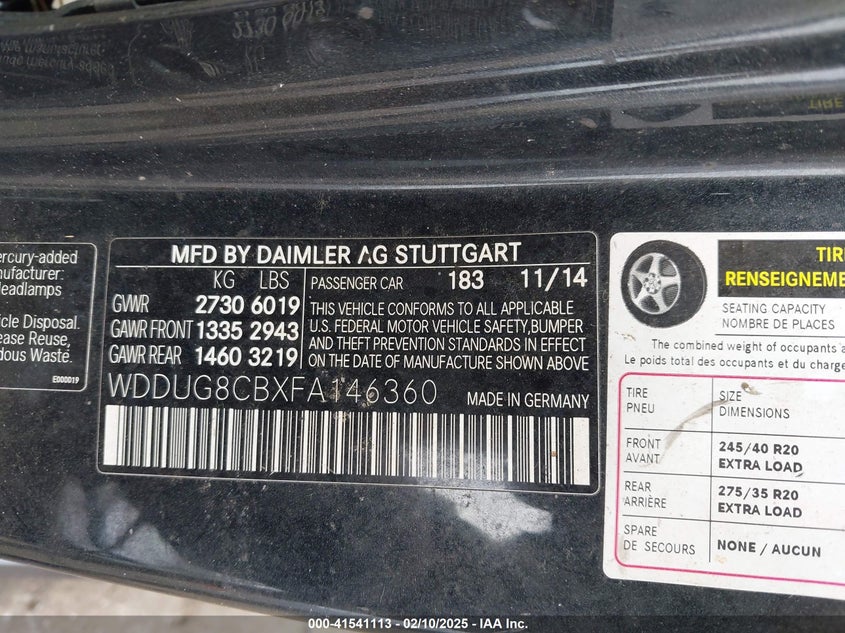 ercury-added
nufacturer:
eadlamps
cle Disposal.
ease Reuse,
dous Waste.
E000019
MFD BY DAIMLER AG STUTTGART
KG LBS
PASSENGER CAR 183 11/14
GVWR 2730 6019
GAWR FRONT 1335 2943
GAWR REAR 1460 3219
THIS VEHICLE CONFORMS TO ALL APPLICABLE
U.S. FEDERAL MOTOR VEHICLE SAFETY,BUMPER
AND THEFT PREVENTION STANDARDS IN EFFECT
ON THE DATE OF MANUFACTURE SHOWN ABOVE
WDDUG8CBXFA146360 MADE IN GERMANY
TIR
RENSEIGNEME
SEATING CAPACITY
NOMBRE DE PLACES
The combined weight of occupants a
Le poids total des occupants et du charge
TIRE
PNEU
SIZE
DIMENSIONS
FRONT
AVANT
245/40 R20
EXTRA LOAD
REAR
ARRIÈRE
275/35 R20
EXTRA LOAD
SPARE
DE SECOURS
NONE / AUCUN
000-41541113 - 02/10/2025 - IAA Inc.